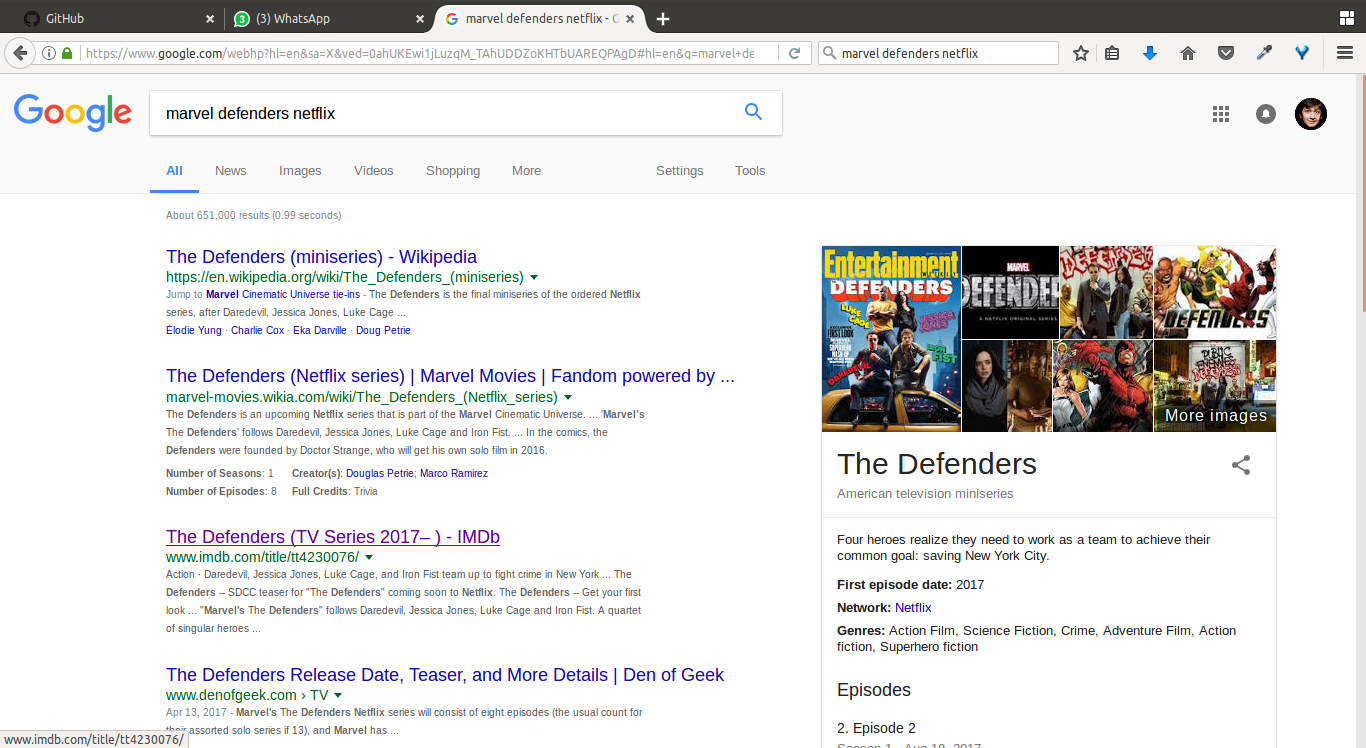 GitHub
(3) WhatsApp
marvel defenders netflix - G
https://www.google.com/webhp?hl=en&sa=X&ved=0ahUKEwi1jLuzqM_TAhUDDZoKHTbUAREQPAgD#hl=en&q=marvel+de
marvel defenders netflix
Google
marvel defenders netflix
All News Images Videos Shopping More Settings Tools
About 651,000 results (0.99 seconds)
The Defenders (miniseries) - Wikipedia
https://en.wikipedia.org/wiki/The_Defenders_(miniseries)
Jump to Marvel Cinematic Universe tie-ins - The Defenders is the final miniseries of the ordered Netflix
series, after Daredevil, Jessica Jones, Luke Cage ...
Élodie Yung · Charlie Cox · Eka Darville · Doug Petrie
The Defenders (Netflix series) | Marvel Movies | Fandom powered by ...
marvel-movies.wikia.com/wiki/The_Defenders_(Netflix_series)
The Defenders is an upcoming Netflix series that is part of the Marvel Cinematic Universe. ... 'Marvel's
The Defenders' follows Daredevil, Jessica Jones, Luke Cage and Iron Fist. ... In the comics, the
Defenders were founded by Doctor Strange, who will get his own solo film in 2016.
Number of Seasons: 1 Creator(s): Douglas Petrie; Marco Ramirez
Number of Episodes: 8 Full Credits: Trivia
The Defenders (TV Series 2017– ) - IMDb
www.imdb.com/title/tt4230076/
Action · Daredevil, Jessica Jones, Luke Cage, and Iron Fist team up to fight crime in New York ... The
Defenders -- SDCC teaser for "The Defenders" coming soon to Netflix. The Defenders -- Get your first
look ... "Marvel's The Defenders" follows Daredevil, Jessica Jones, Luke Cage and Iron Fist. A quartet
of singular heroes ...
The Defenders Release Date, Teaser, and More Details | Den of Geek
www.denofgeek.com › TV
Apr 13, 2017 - Marvel's The Defenders Netflix series will consist of eight episodes (the usual count for
their assorted solo series if 13), and Marvel has ...
www.imdb.com/title/tt4230076/
Entertainment
DEFENDERS
LUKE CAGE
JESSICA JONES
IRON FIST
DAREDEVIL
MARVEL
DEFENDERS
A NETFLIX ORIGINAL SERIES
DEFENDERS
DEFENDERS
More images
The Defenders
American television miniseries
Four heroes realize they need to work as a team to achieve their
common goal: saving New York City.
First episode date: 2017
Network: Netflix
Genres: Action Film, Science Fiction, Crime, Adventure Film, Action
fiction, Superhero fiction
Episodes
2. Episode 2
Season 1 - Aug 18, 2017